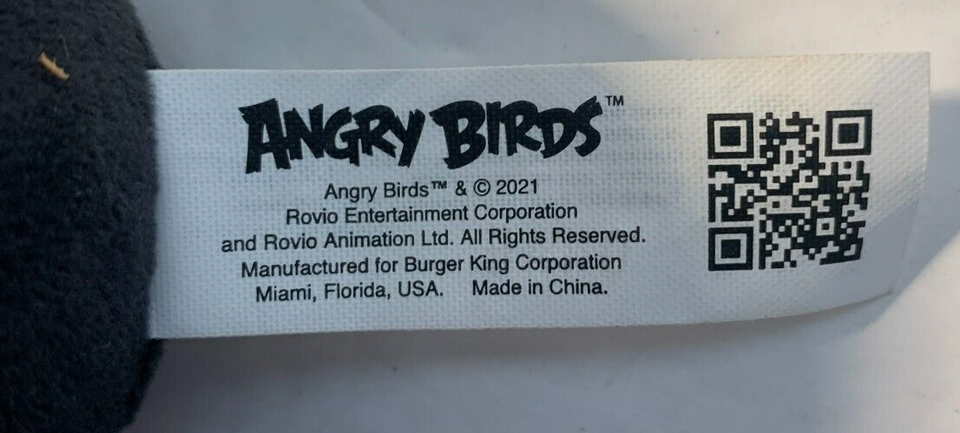 ANGRY BIRDS™
Angry Birds™ & © 2021
Rovio Entertainment Corporation
and Rovio Animation Ltd. All Rights Reserved.
Manufactured for Burger King Corporation
Miami, Florida, USA. Made in China.